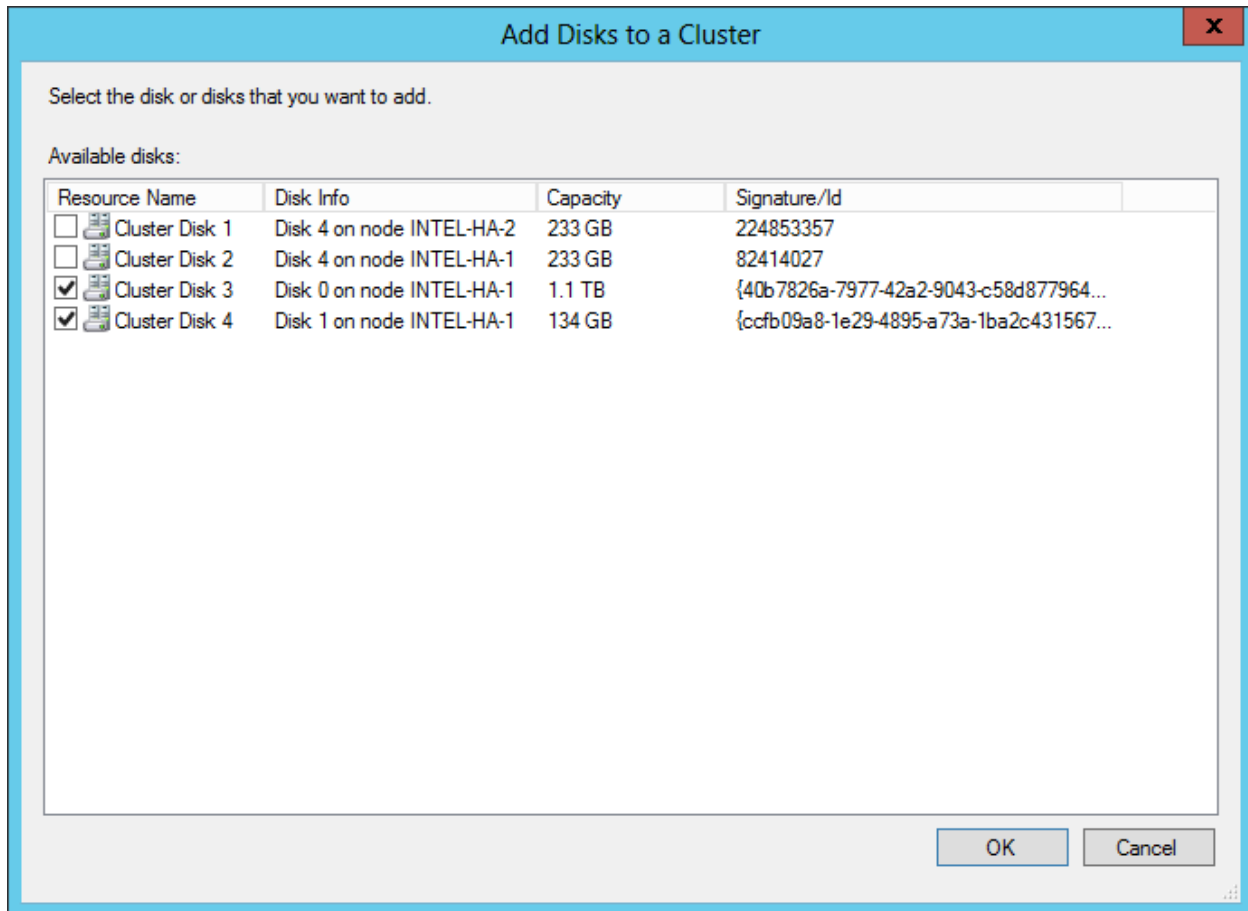 Add Disks to a Cluster
x
Select the disk or disks that you want to add.
Available disks:
Resource Name Disk Info Capacity Signature/Id
Cluster Disk 1 Disk 4 on node INTEL-HA-2 233 GB 224853357
Cluster Disk 2 Disk 4 on node INTEL-HA-1 233 GB 82414027
Cluster Disk 3 Disk 0 on node INTEL-HA-1 1.1 TB {40b7826a-7977-42a2-9043-c58d877964...
Cluster Disk 4 Disk 1 on node INTEL-HA-1 134 GB {ccfb09a8-1e29-4895-a73a-1ba2c431567...
OK Cancel